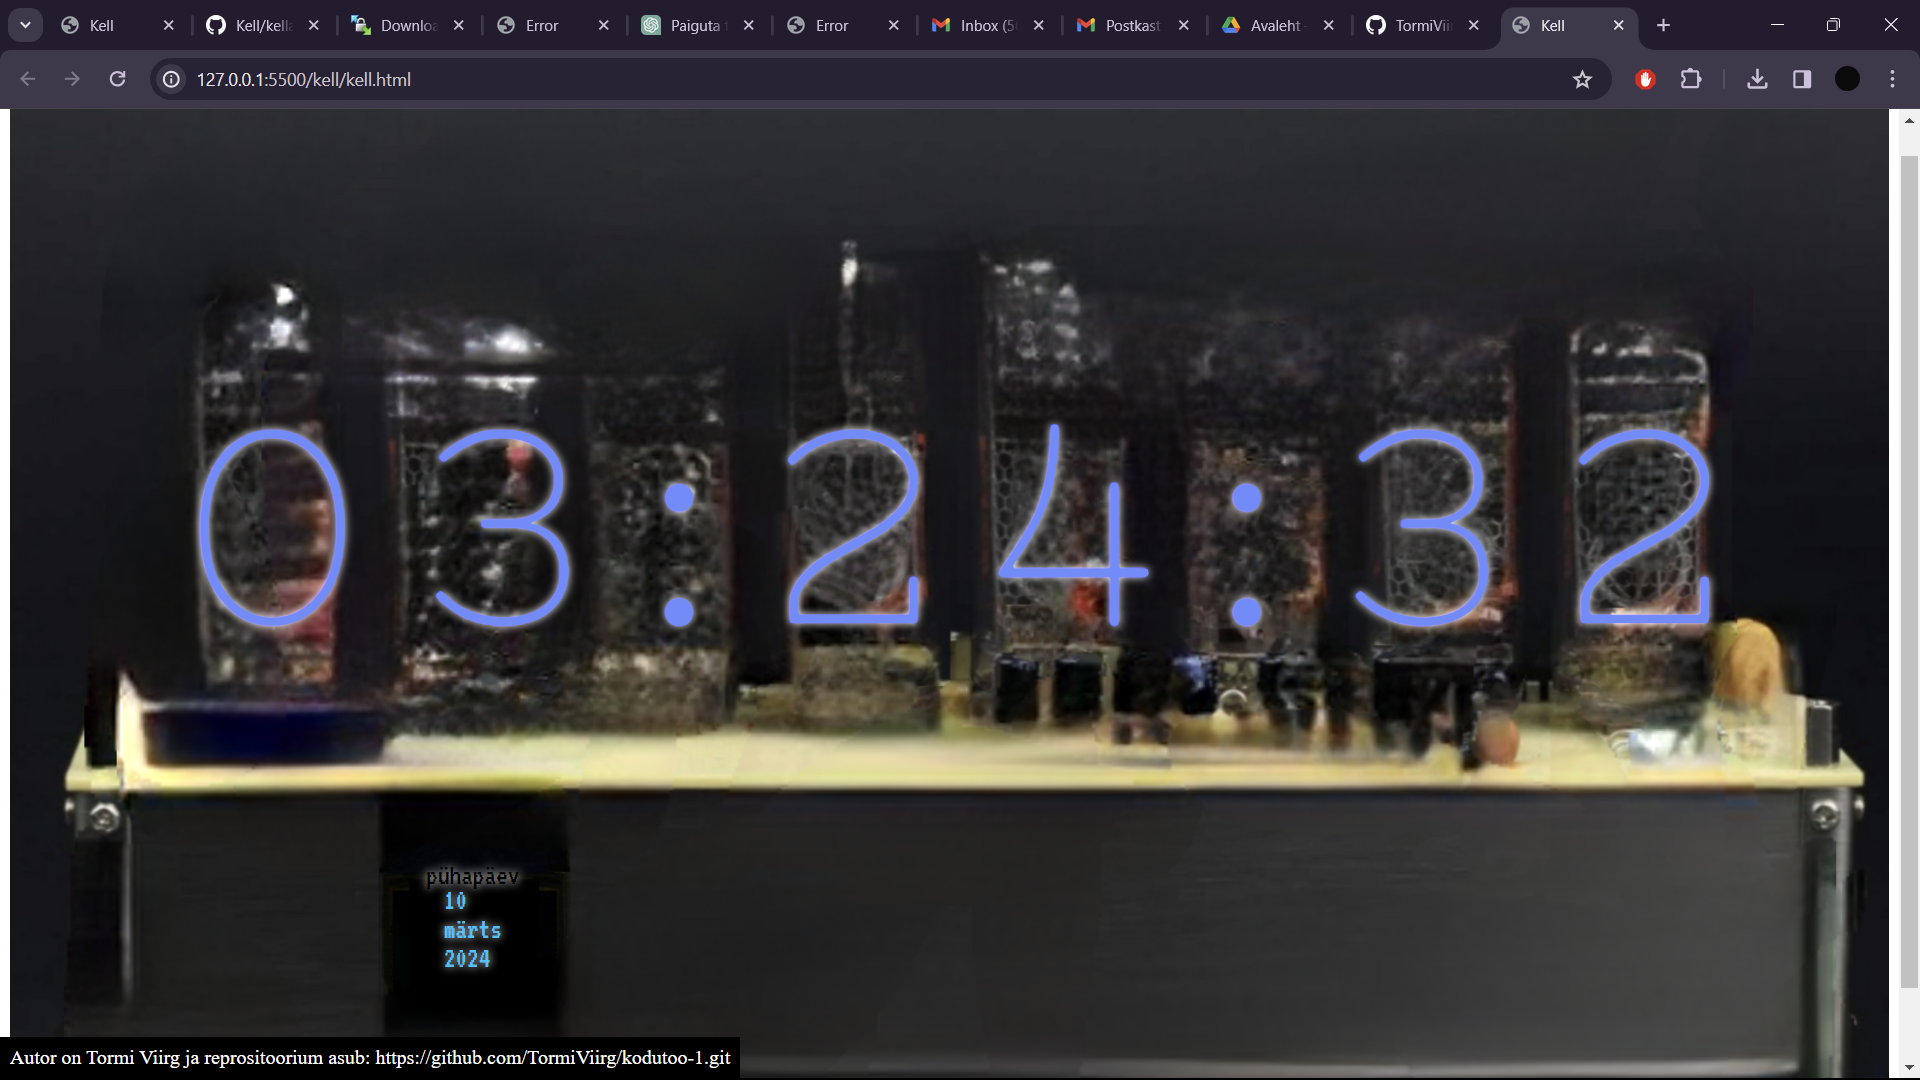 Kell
Kell/kella
Downloa
Error
Paiguta
Error
Inbox (5
Postkast
Avaleht -
TormiVii
Kell
127.0.0.1:5500/kell/kell.html
03:24:32
pühapäev
10
märts
2024
Autor on Tormi Viirg ja reprositoorium asub: https://github.com/TormiViirg/kodutoo-1.git